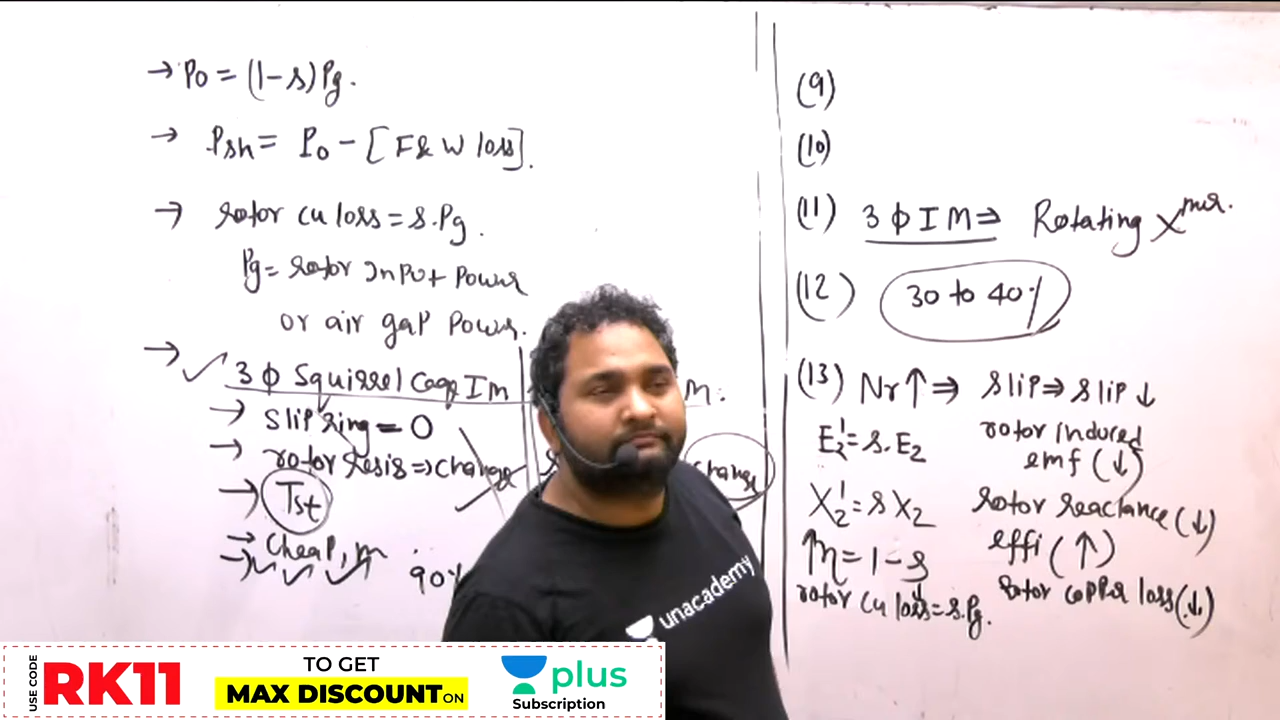 → Po = (1-s)Pg.
→ Psh = Po - [F & W loss].
→ rotor cu loss = s.Pg.
Pg = rotor Input Power
or air gap Power.
→ ✓ 3 ϕ Squirrel Cage IM
→ slip ring = 0
→ rotor resis ⇒ change
→ Tst
→ Cheap, m
→ ✓ ✓ ✓
90%
M.
change
(9)
(10)
(11) 3 ϕ I M ⇒ Rotating Xmer.
(12) 30 to 40%
(13) Nr ↑ ⇒ slip ⇒ slip ↓
E2' = s.E2 rotor induced emf (↓)
X2' = s X2 rotor reactance (↓)
↑η = 1-s effi (↑)
rotor cu loss = s.Pg. rotor copper loss (↓)
unacademy
USE CODE
RK11
TO GET
MAX DISCOUNT ON
plus
Subscription